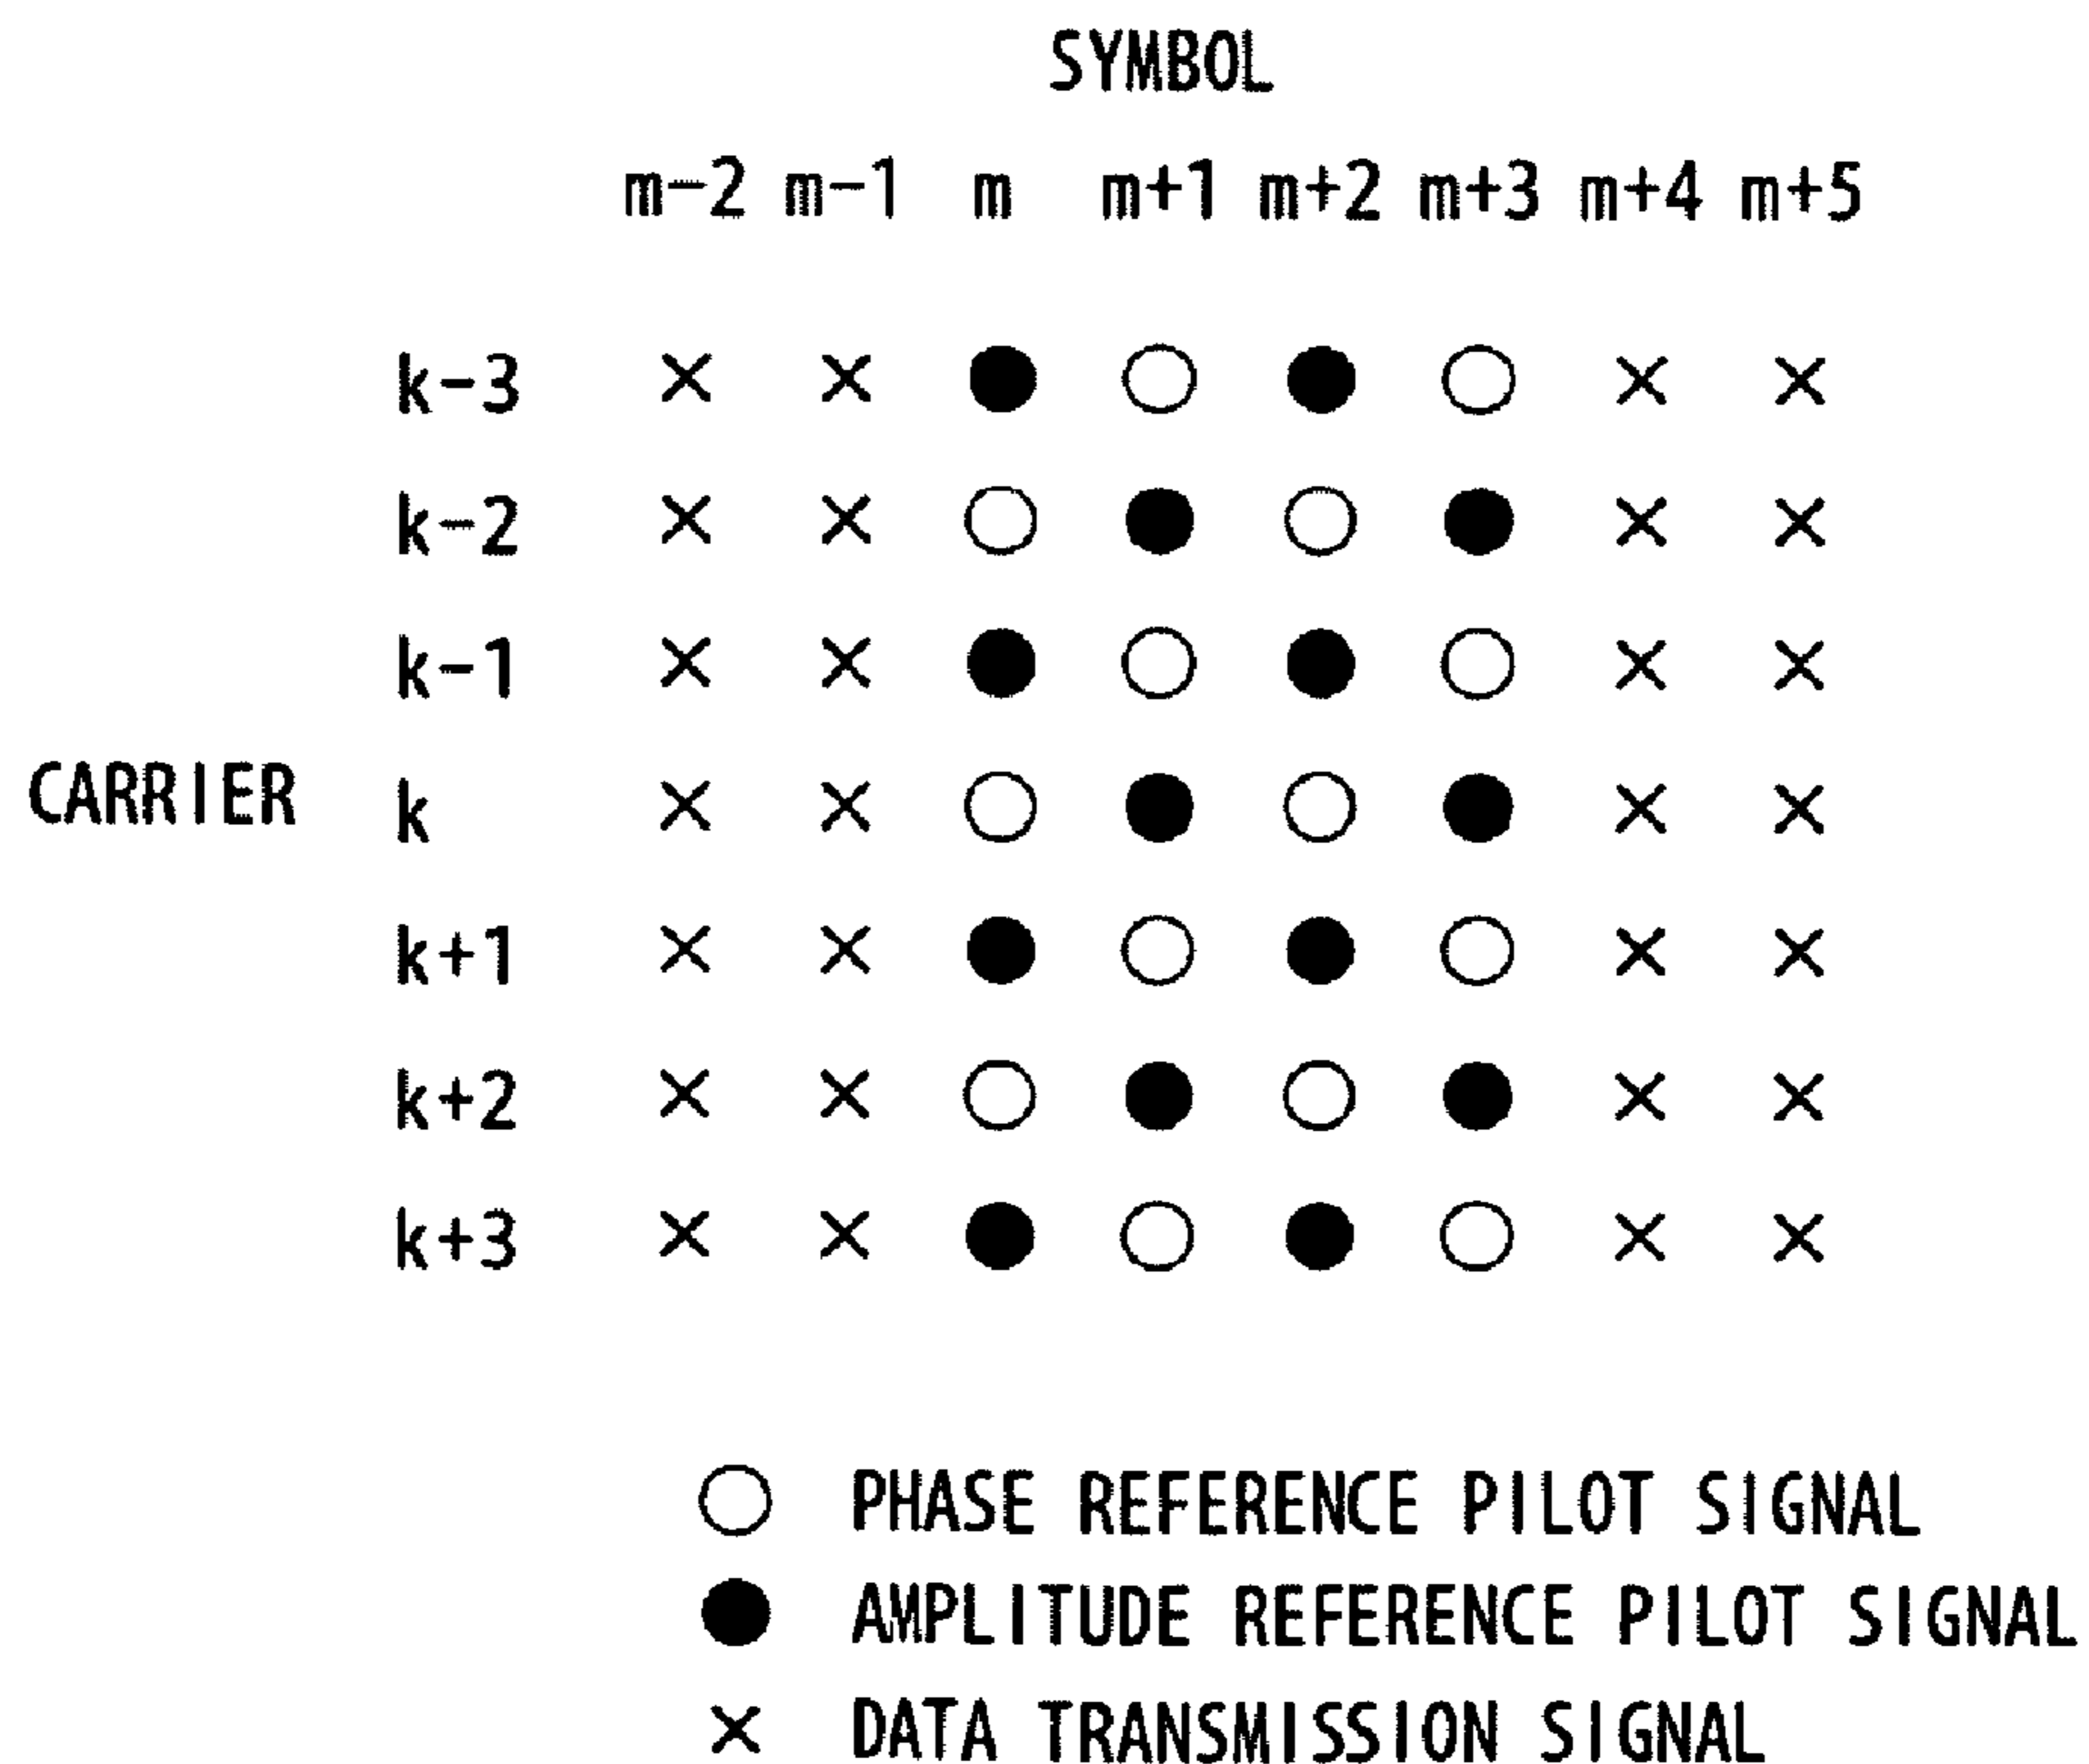 SYMBOL
m-2 m-1 m m+1 m+2 m+3 m+4 m+5
k-3
k-2
k-1
CARRIER k
k+1
k+2
k+3
PHASE REFERENCE PILOT SIGNAL
AMPLITUDE REFERENCE PILOT SIGNAL
DATA TRANSMISSION SIGNAL